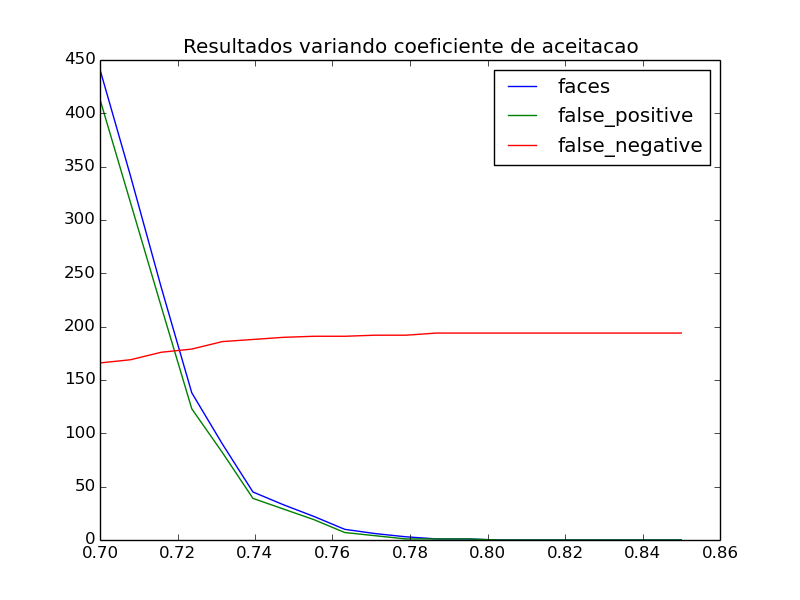 Resultados variando coeficiente de aceitacao
450
400
350
300
250
200
150
100
50
0
faces
false_positive
false_negative
0.70 0.72 0.74 0.76 0.78 0.80 0.82 0.84 0.86